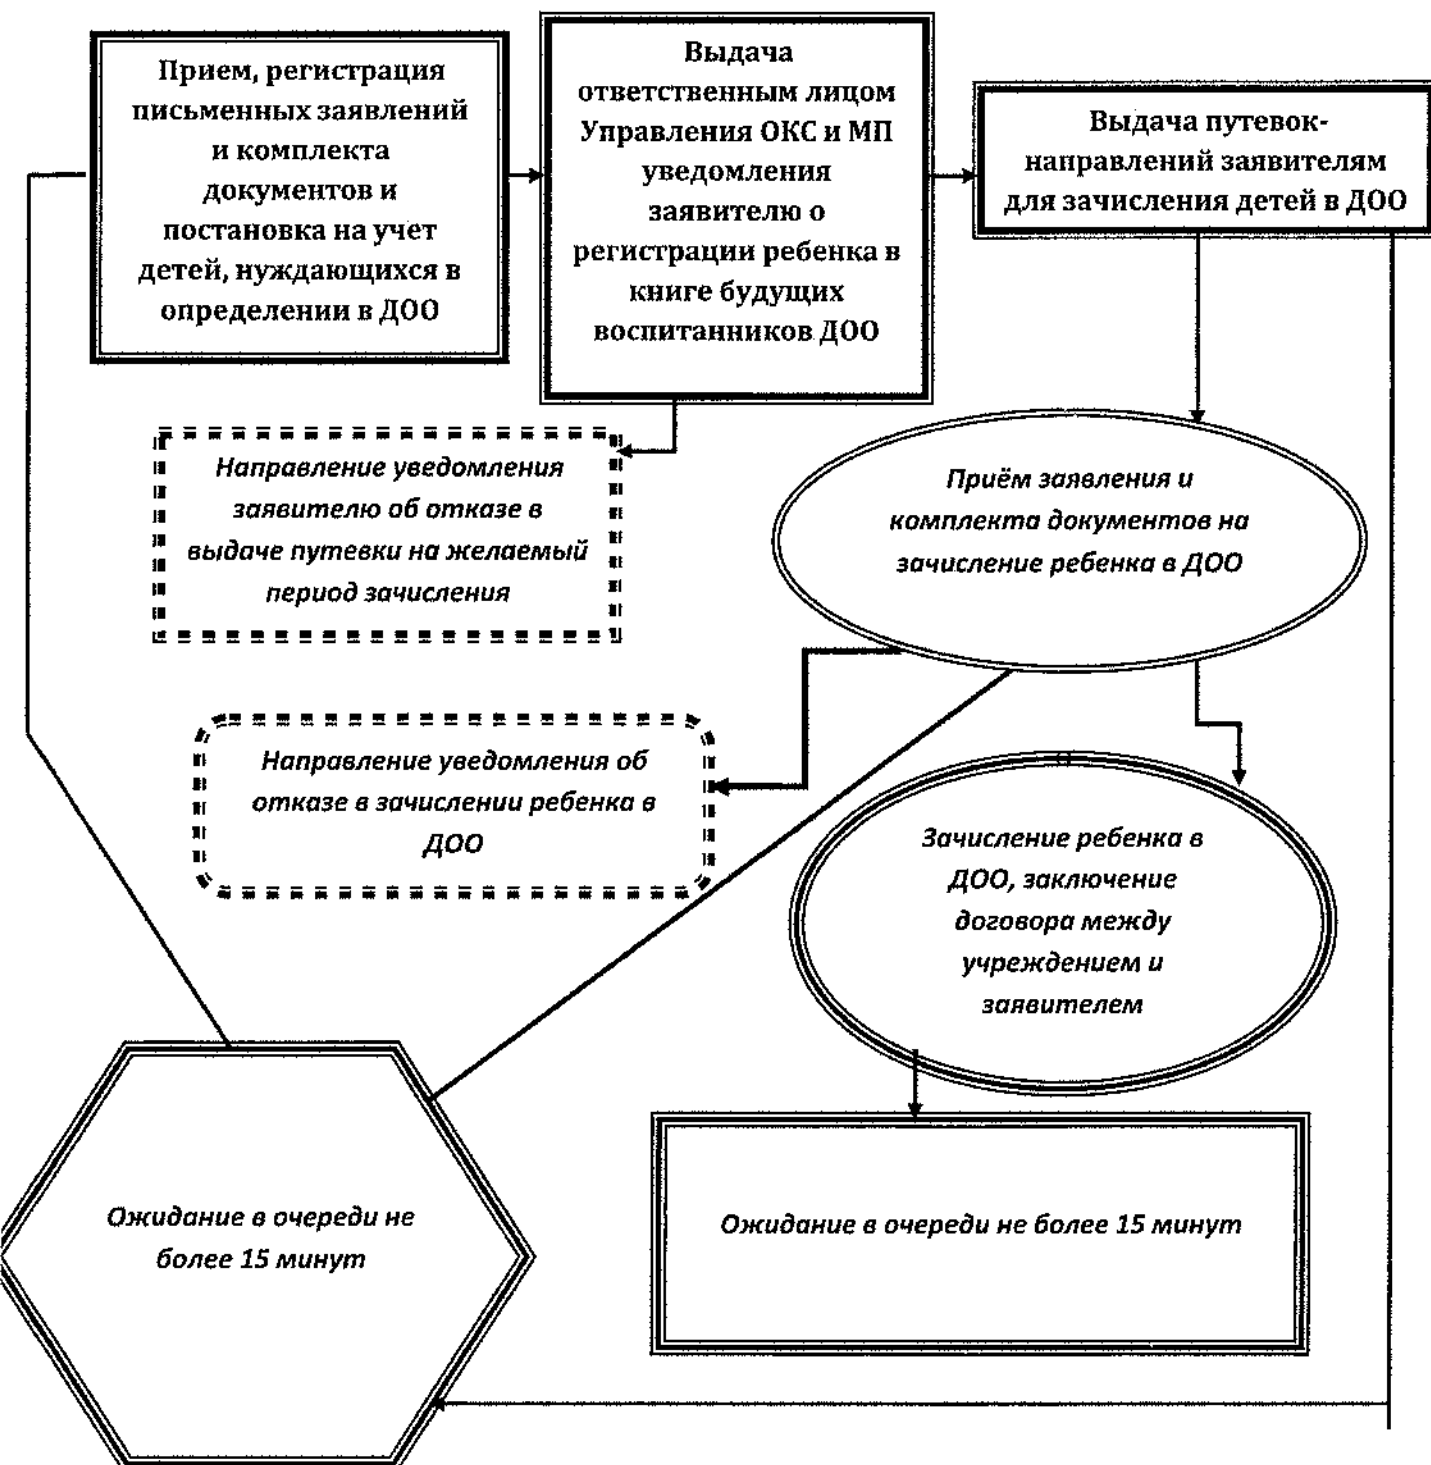 Прием, регистрация
письменных заявлений
и комплекта
документов и
постановка на учет
детей, нуждающихся в
определении в ДОО
Выдача
ответственным лицом
Управления ОКС и МП
уведомления
заявителю о
регистрации ребенка в
книге будущих
воспитанников ДОО
Выдача путевок-
направлений заявителям
для зачисления детей в ДОО
Направление уведомления
заявителю об отказе в
выдаче путевки на желаемый
период зачисления
Приём заявления и
комплекта документов на
зачисление ребенка в ДОО
Направление уведомления об
отказе в зачислении ребенка в
ДОО
Зачисление ребенка в
ДОО, заключение
договора между
учреждением и
заявителем
Ожидание в очереди не
более 15 минут
Ожидание в очереди не более 15 минут